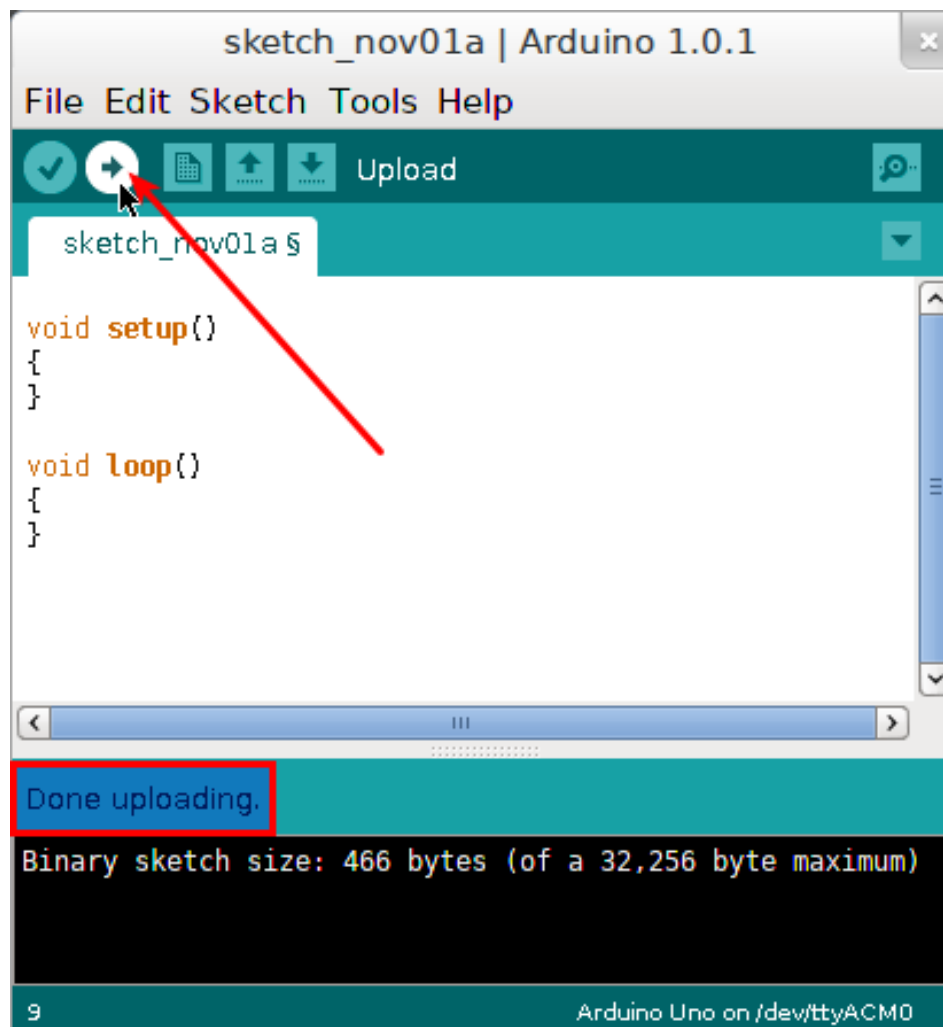 sketch_nov01a | Arduino 1.0.1
File Edit Sketch Tools Help
Upload
sketch_nov01a §
void setup()
{
}
void loop()
{
}
Done uploading.
Binary sketch size: 466 bytes (of a 32,256 byte maximum)
9 Arduino Uno on /dev/ttyACM0